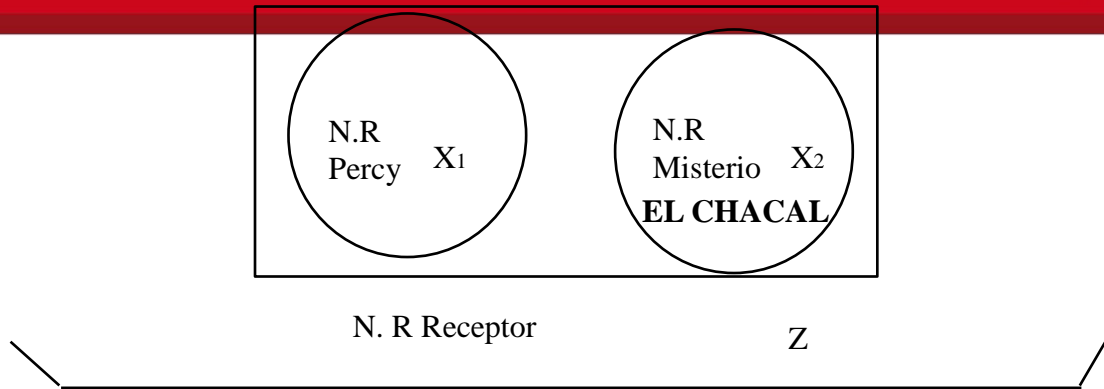 N.R
Percy X1
N.R
Misterio X2
EL CHACAL
N. R Receptor Z